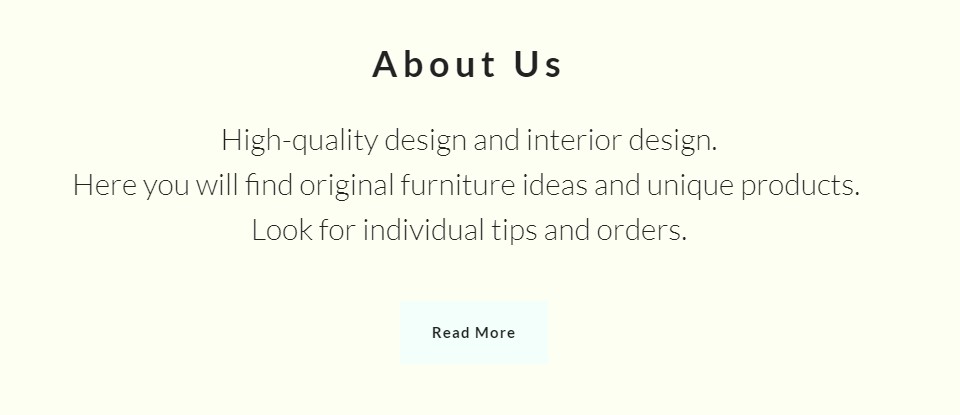 About Us
High-quality design and interior design.
Here you will find original furniture ideas and unique products.
Look for individual tips and orders.
Read More